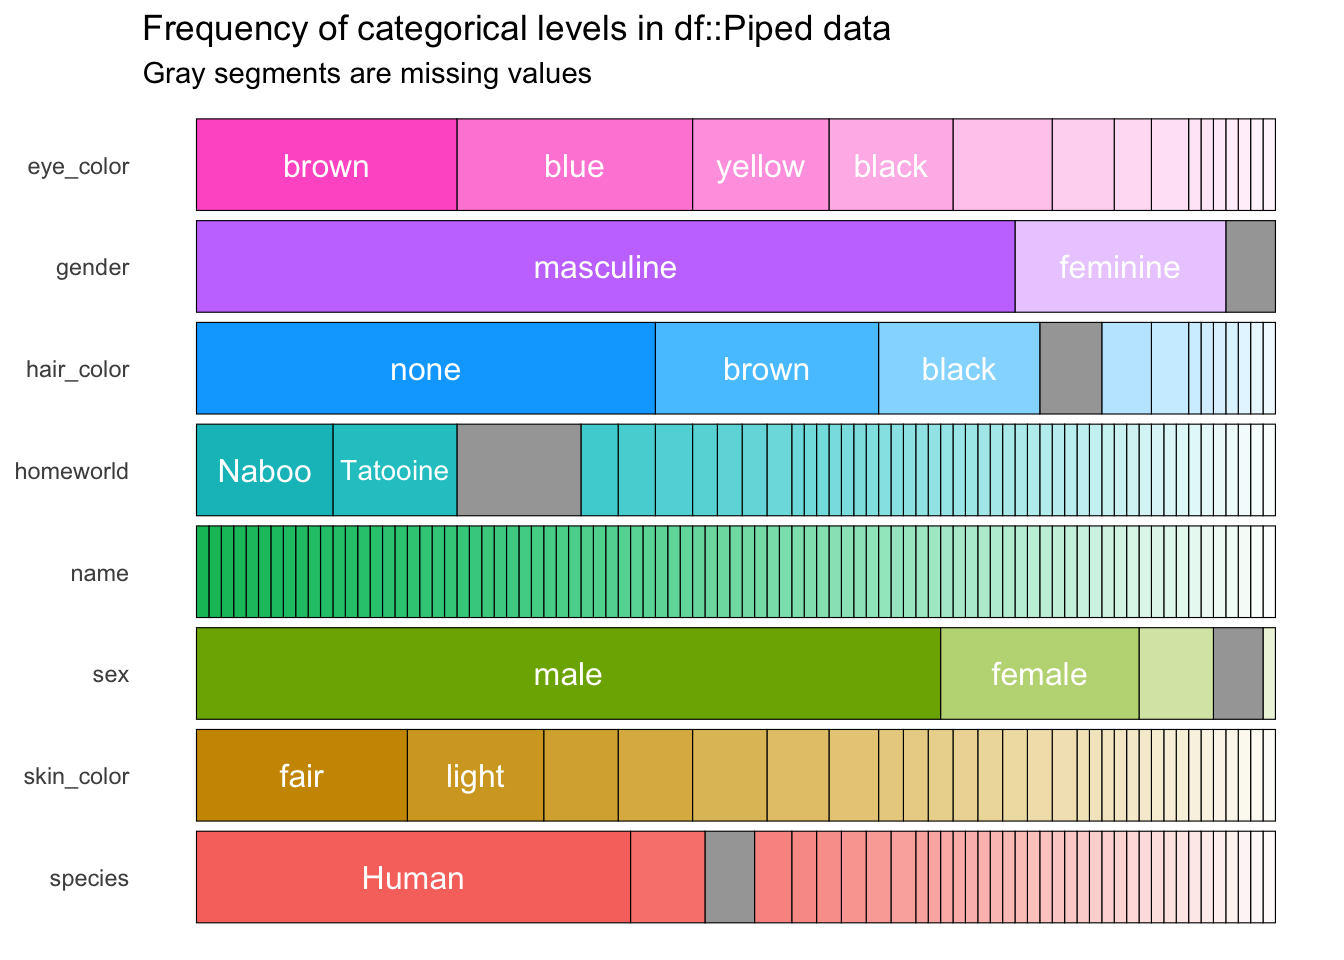 Frequency of categorical levels in df::Piped data
Gray segments are missing values
eye_color brown blue yellow black
gender masculine feminine
hair_color none brown black
homeworld Naboo Tatooine
name
sex male female
skin_color fair light
species Human